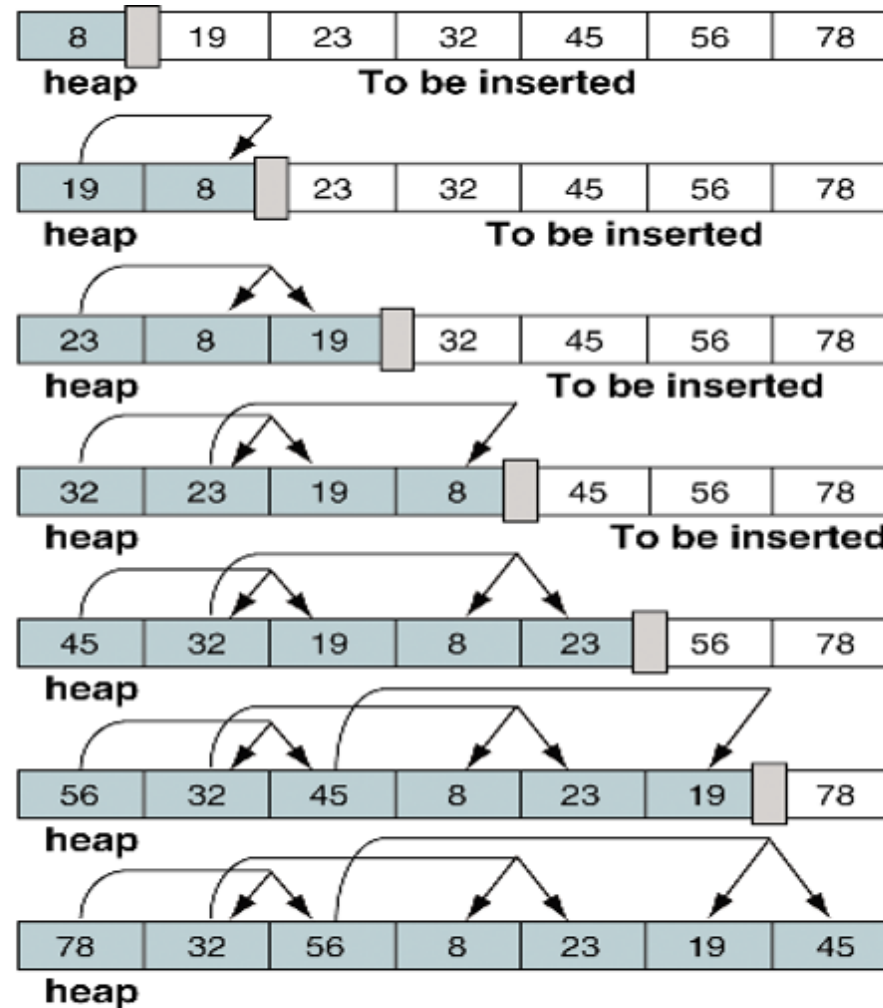 8 19 23 32 45 56 78
heap To be inserted
19 8 23 32 45 56 78
heap To be inserted
23 8 19 32 45 56 78
heap To be inserted
32 23 19 8 45 56 78
heap To be inserted
45 32 19 8 23 56 78
heap
56 32 45 8 23 19 78
heap
78 32 56 8 23 19 45
heap